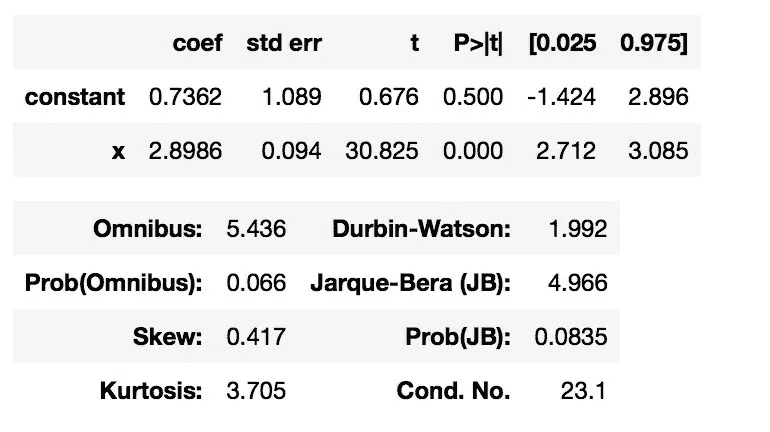 coef std err t P>|t| [0.025 0.975]
constant 0.7362 1.089 0.676 0.500 -1.424 2.896
x 2.8986 0.094 30.825 0.000 2.712 3.085
Omnibus: 5.436 Durbin-Watson: 1.992
Prob(Omnibus): 0.066 Jarque-Bera (JB): 4.966
Skew: 0.417 Prob(JB): 0.0835
Kurtosis: 3.705 Cond. No. 23.1